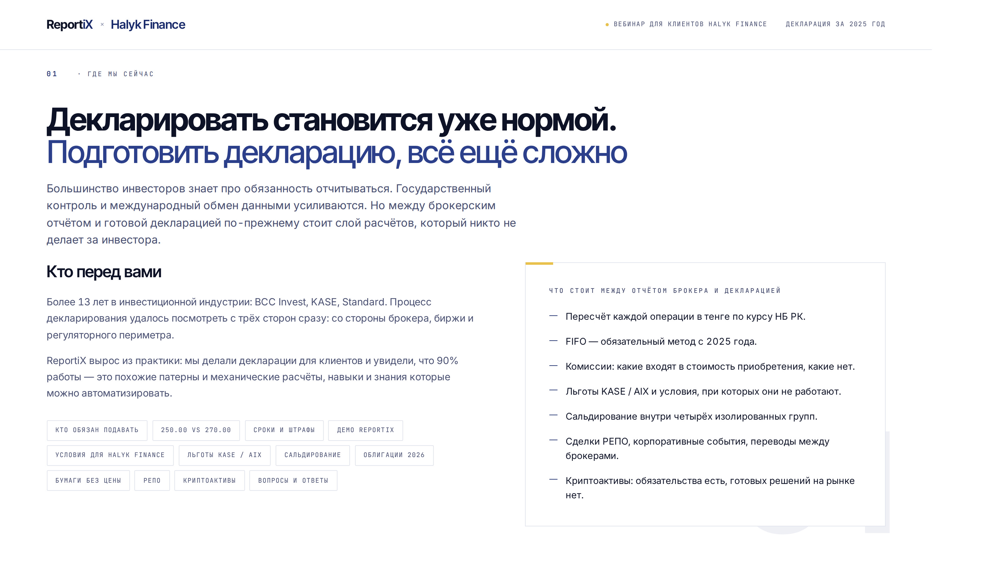 ReportiX × Halyk Finance
ВЕБИНАР ДЛЯ КЛИЕНТОВ HALYK FINANCE
ДЕКЛАРАЦИЯ ЗА 2025 ГОД
01 · ГДЕ МЫ СЕЙЧАС
Декларировать становится уже нормой.
Подготовить декларацию, всё ещё сложно
Большинство инвесторов знает про обязанность отчитываться. Государственный
контроль и международный обмен данными усиливаются. Но между брокерским
отчётом и готовой декларацией по-прежнему стоит слой расчётов, который никто не
делает за инвестора.
Кто перед вами
Более 13 лет в инвестиционной индустрии: BCC Invest, KASE, Standard. Процесс
декларирования удалось посмотреть с трёх сторон сразу: со стороны брокера, биржи и
регуляторного периметра.
ReportiX вырос из практики: мы делали декларации для клиентов и увидели, что 90%
работы — это похожие патерны и механические расчёты, навыки и знания которые
можно автоматизировать.
КТО ОБЯЗАН ПОДАВАТЬ
250.00 VS 270.00
СРОКИ И ШТРАФЫ
ДЕМО REPORTIX
УСЛОВИЯ ДЛЯ HALYK FINANCE
ЛЬГОТЫ KASE / AIX
САЛЬДИРОВАНИЕ
ОБЛИГАЦИИ 2026
БУМАГИ БЕЗ ЦЕНЫ
РЕПО
КРИПТОАКТИВЫ
ВОПРОСЫ И ОТВЕТЫ
ЧТО СТОИТ МЕЖДУ ОТЧЁТОМ БРОКЕРА И ДЕКЛАРАЦИЕЙ
— Пересчёт каждой операции в тенге по курсу НБ РК.
— FIFO — обязательный метод с 2025 года.
— Комиссии: какие входят в стоимость приобретения, какие нет.
— Льготы KASE / AIX и условия, при которых они не работают.
— Сальдирование внутри четырёх изолированных групп.
— Сделки РЕПО, корпоративные события, переводы между
брокерами.
— Криптоактивы: обязательства есть, готовых решений на рынке
нет.